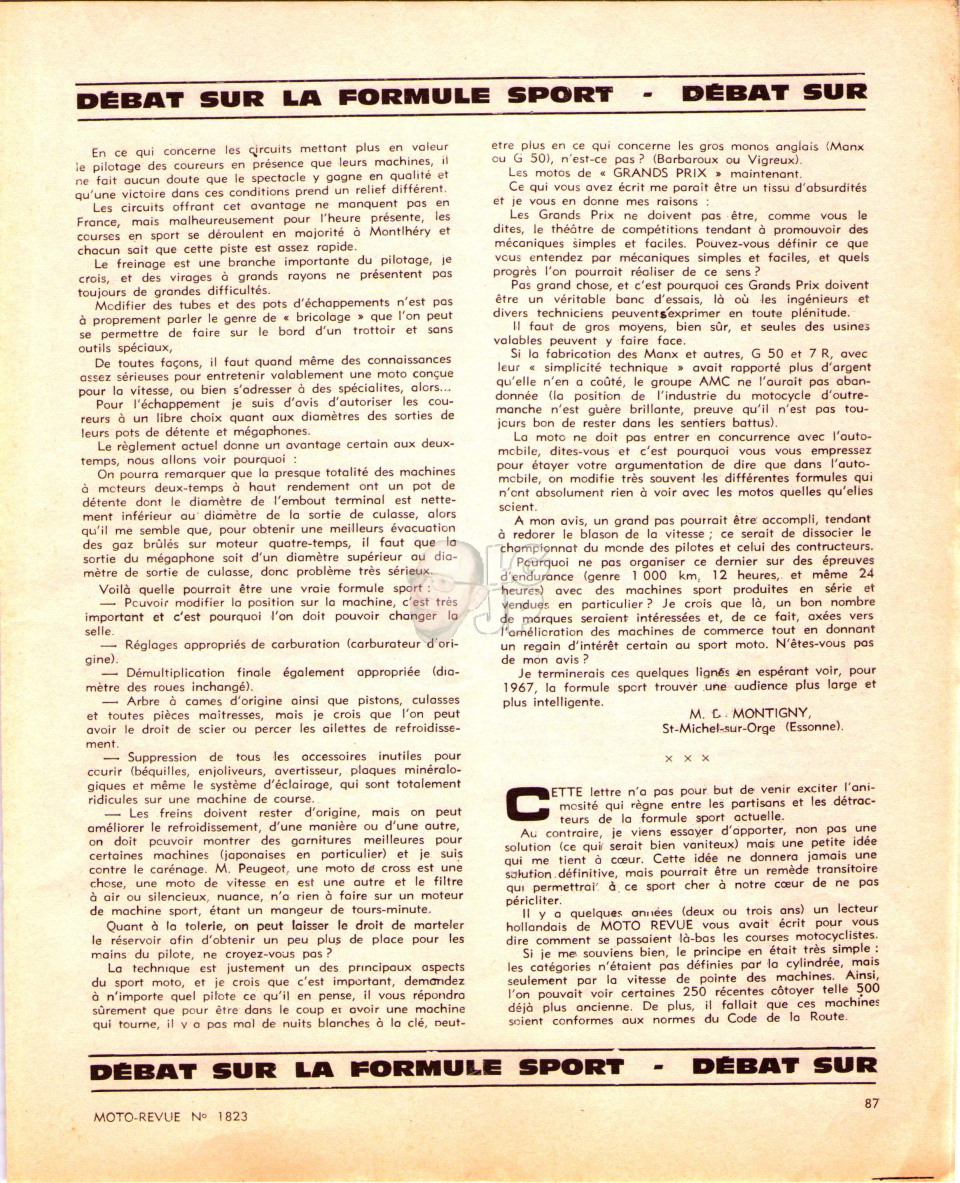 DÉBAT SUR LA FORMULE SPORT - DÉBAT SUR
En ce qui concerne les circuits mettant plus en valeur
le pilotage des coureurs en présence que leurs machines, il
ne fait aucun doute que le spectacle y gagne en qualité et
qu'une victoire dans ces conditions prend un relief différent.
Les circuits offrant cet avantage ne manquent pas en
France, mais malheureusement pour l'heure présente, les
courses en sport se déroulent en majorité à Montlhéry et
chacun sait que cette piste est assez rapide.
Le freinage est une branche importante du pilotage, je
crois, et des virages à grands rayons ne présentent pas
toujours de grandes difficultés.
Modifier des tubes et des pots d'échappements n'est pas
à proprement parler le genre de « bricolage » que l'on peut
se permettre de faire sur le bord d'un trottoir et sans
outils spéciaux,
De toutes façons, il faut quand même des connaissances
assez sérieuses pour entretenir valablement une moto conçue
pour la vitesse, ou bien s'adresser à des spécialites, alors...
Pour l'échappement je suis d'avis d'autoriser les cou-
reurs à un libre choix quant aux diamètres des sorties de
leurs pots de détente et mégaphones.
Le règlement actuel donne un avantage certain aux deux-
temps, nous allons voir pourquoi :
On pourra remarquer que la presque totalité des machines
à moteurs deux-temps à haut rendement ont un pot de
détente dont le diamètre de l'embout terminal est nette-
ment inférieur au diamètre de la sortie de culasse, alors
qu'il me semble que, pour obtenir une meilleurs évacuation
des gaz brûlés sur moteur quatre-temps, il faut que la
sortie du mégaphone soit d'un diamètre supérieur au dia-
mètre de sortie de culasse, donc problème très sérieux.
Voilà quelle pourrait être une vraie formule sport :
— Pouvoir modifier la position sur la machine, c'est très
important et c'est pourquoi l'on doit pouvoir changer la
selle.
— Réglages appropriés de carburation (carburateur d'ori-
gine).
— Démultiplication finale également appropriée (dia-
mètre des roues inchangé).
— Arbre à cames d'origine ainsi que pistons, culasses
et toutes pièces maîtresses, mais je crois que l'on peut
avoir le droit de scier ou percer les ailettes de refroidisse-
ment.
— Suppression de tous les accessoires inutiles pour
courir (béquilles, enjoliveurs, avertisseur, plaques minéralo-
giques et même le système d'éclairage, qui sont totalement
ridicules sur une machine de course.
— Les freins doivent rester d'origine, mais on peut
améliorer le refroidissement, d'une manière ou d'une autre,
on doit pouvoir montrer des garnitures meilleures pour
certaines machines (japonaises en particulier) et je suis
contre le carénage. M. Peugeot, une moto de cross est une
chose, une moto de vitesse en est une autre et le filtre
à air ou silencieux, nuance, n'a rien à faire sur un moteur
de machine sport, étant un mangeur de tours-minute.
Quant à la tolerie, on peut laisser le droit de marteler
le réservoir afin d'obtenir un peu plus de place pour les
mains du pilote, ne croyez-vous pas ?
La technique est justement un des principaux aspects
du sport moto, et je crois que c'est important, demandez
à n'importe quel pilote ce qu'il en pense, il vous répondra
sûrement que pour être dans le coup et avoir une machine
qui tourne, il y a pas mal de nuits blanches à la clé, peut-
etre plus en ce qui concerne les gros monos anglais (Manx
ou G 50), n'est-ce pas ? (Barbaroux ou Vigreux).
Les motos de « GRANDS PRIX » maintenant.
Ce qui vous avez écrit me paraît être un tissu d'absurdités
et je vous en donne mes raisons :
Les Grands Prix ne doivent pas être, comme vous le
dites, le théâtre de compétitions tendant à promouvoir des
mécaniques simples et faciles. Pouvez-vous définir ce que
vous entendez par mécaniques simples et faciles, et quels
progrès l'on pourrait réaliser de ce sens ?
Pas grand chose, et c'est pourquoi ces Grands Prix doivent
être un véritable banc d'essais, là où les ingénieurs et
divers techniciens peuvent s'exprimer en toute plénitude.
Il faut de gros moyens, bien sûr, et seules des usines
valables peuvent y faire face.
Si la fabrication des Manx et autres, G 50 et 7 R, avec
leur « simplicité technique » avait rapporté plus d'argent
qu'elle n'en a coûté, le groupe AMC ne l'aurait pas aban-
donnée (la position de l'industrie du motocycle d'outre-
manche n'est guère brillante, preuve qu'il n'est pas tou-
jours bon de rester dans les sentiers battus).
La moto ne doit pas entrer en concurrence avec l'auto-
mobile, dites-vous et c'est pourquoi vous vous empressez
pour étayer votre argumentation de dire que dans l'auto-
mobile, on modifie très souvent les différentes formules qui
n'ont absolument rien à voir avec les motos quelles qu'elies
soient.
A mon avis, un grand pas pourrait être accompli, tendant
à redorer le blason de la vitesse ; ce serait de dissocier le
championnat du monde des pilotes et celui des contructeurs.
Pourquoi ne pas organiser ce dernier sur des épreuves
d'endurance (genre 1 000 km, 12 heures, et même 24
heures) avec des machines sport produites en série et
vendues en particulier ? Je crois que là, un bon nombre
de marques seraient intéressées et, de ce fait, axées vers
l'amélioration des machines de commerce tout en donnant
un regain d'intérêt certain au sport moto. N'êtes-vous pas
de mon avis ?
Je terminerais ces quelques lignes en espérant voir, pour
1967, la formule sport trouver une audience plus large et
plus intelligente.
M. MONTIGNY,
St-Michel-sur-Orge (Essonne).
× × ×
CETTE lettre n'a pas pour but de venir exciter l'ani-
mosité qui règne entre les partisans et les détrac-
teurs de la formule sport actuelle.
Au contraire, je viens essayer d'apporter, non pas une
solution (ce qui serait bien vaniteux) mais une petite idée
qui me tient à cœur. Cette idée ne donnera jamais une
solution définitive, mais pourrait être un remède transitoire
qui permettrai à ce sport cher à notre cœur de ne pas
péricliter.
Il y a quelques années (deux ou trois ans) un lecteur
hollandais de MOTO REVUE vous avait écrit pour vous
dire comment se passaient là-bas les courses motocyclistes.
Si je me souviens bien, le principe en était très simple :
les catégories n'étaient pas définies par la cylindrée, mais
seulement par la vitesse de pointe des machines. Ainsi,
l'on pouvait voir certaines 250 récentes côtoyer telle 500
déjà plus ancienne. De plus, il fallait que ces machines
soient conformes aux normes du Code de la Route.
DÉBAT SUR LA FORMULE SPORT - DÉBAT SUR
MOTO-REVUE No 1823
87